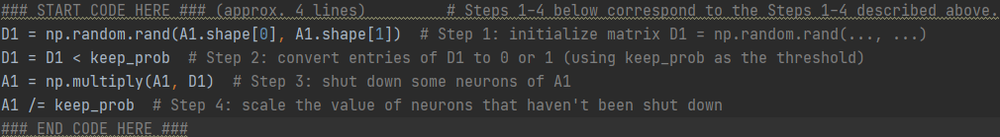 ### START CODE HERE ### (approx. 4 lines)         # Steps 1-4 below correspond to the Steps 1-4 described above.
D1 = np.random.rand(A1.shape[0], A1.shape[1])  # Step 1: initialize matrix D1 = np.random.rand(..., ...)
D1 = D1 < keep_prob  # Step 2: convert entries of D1 to 0 or 1 (using keep_prob as the threshold)
A1 = np.multiply(A1, D1)  # Step 3: shut down some neurons of A1
A1 /= keep_prob  # Step 4: scale the value of neurons that haven't been shut down
### END CODE HERE ###